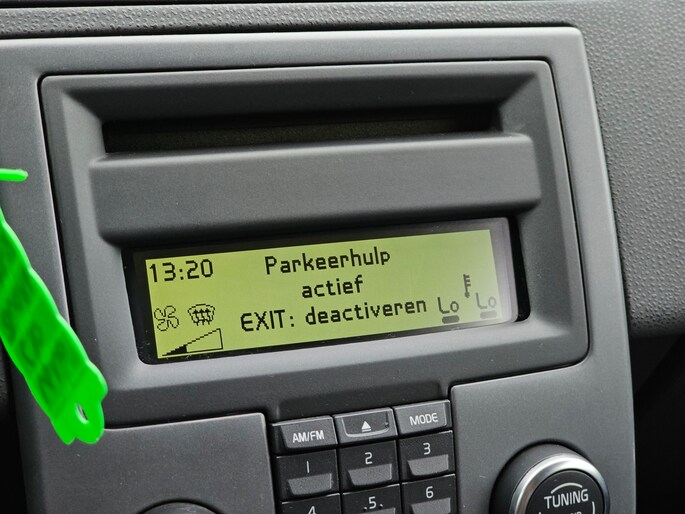 13:20
Parkeerhulp
actief
EXIT: deactiveren
Lo Lo
AM/FM
MODE
1 2 3
4 5 6
TUNING